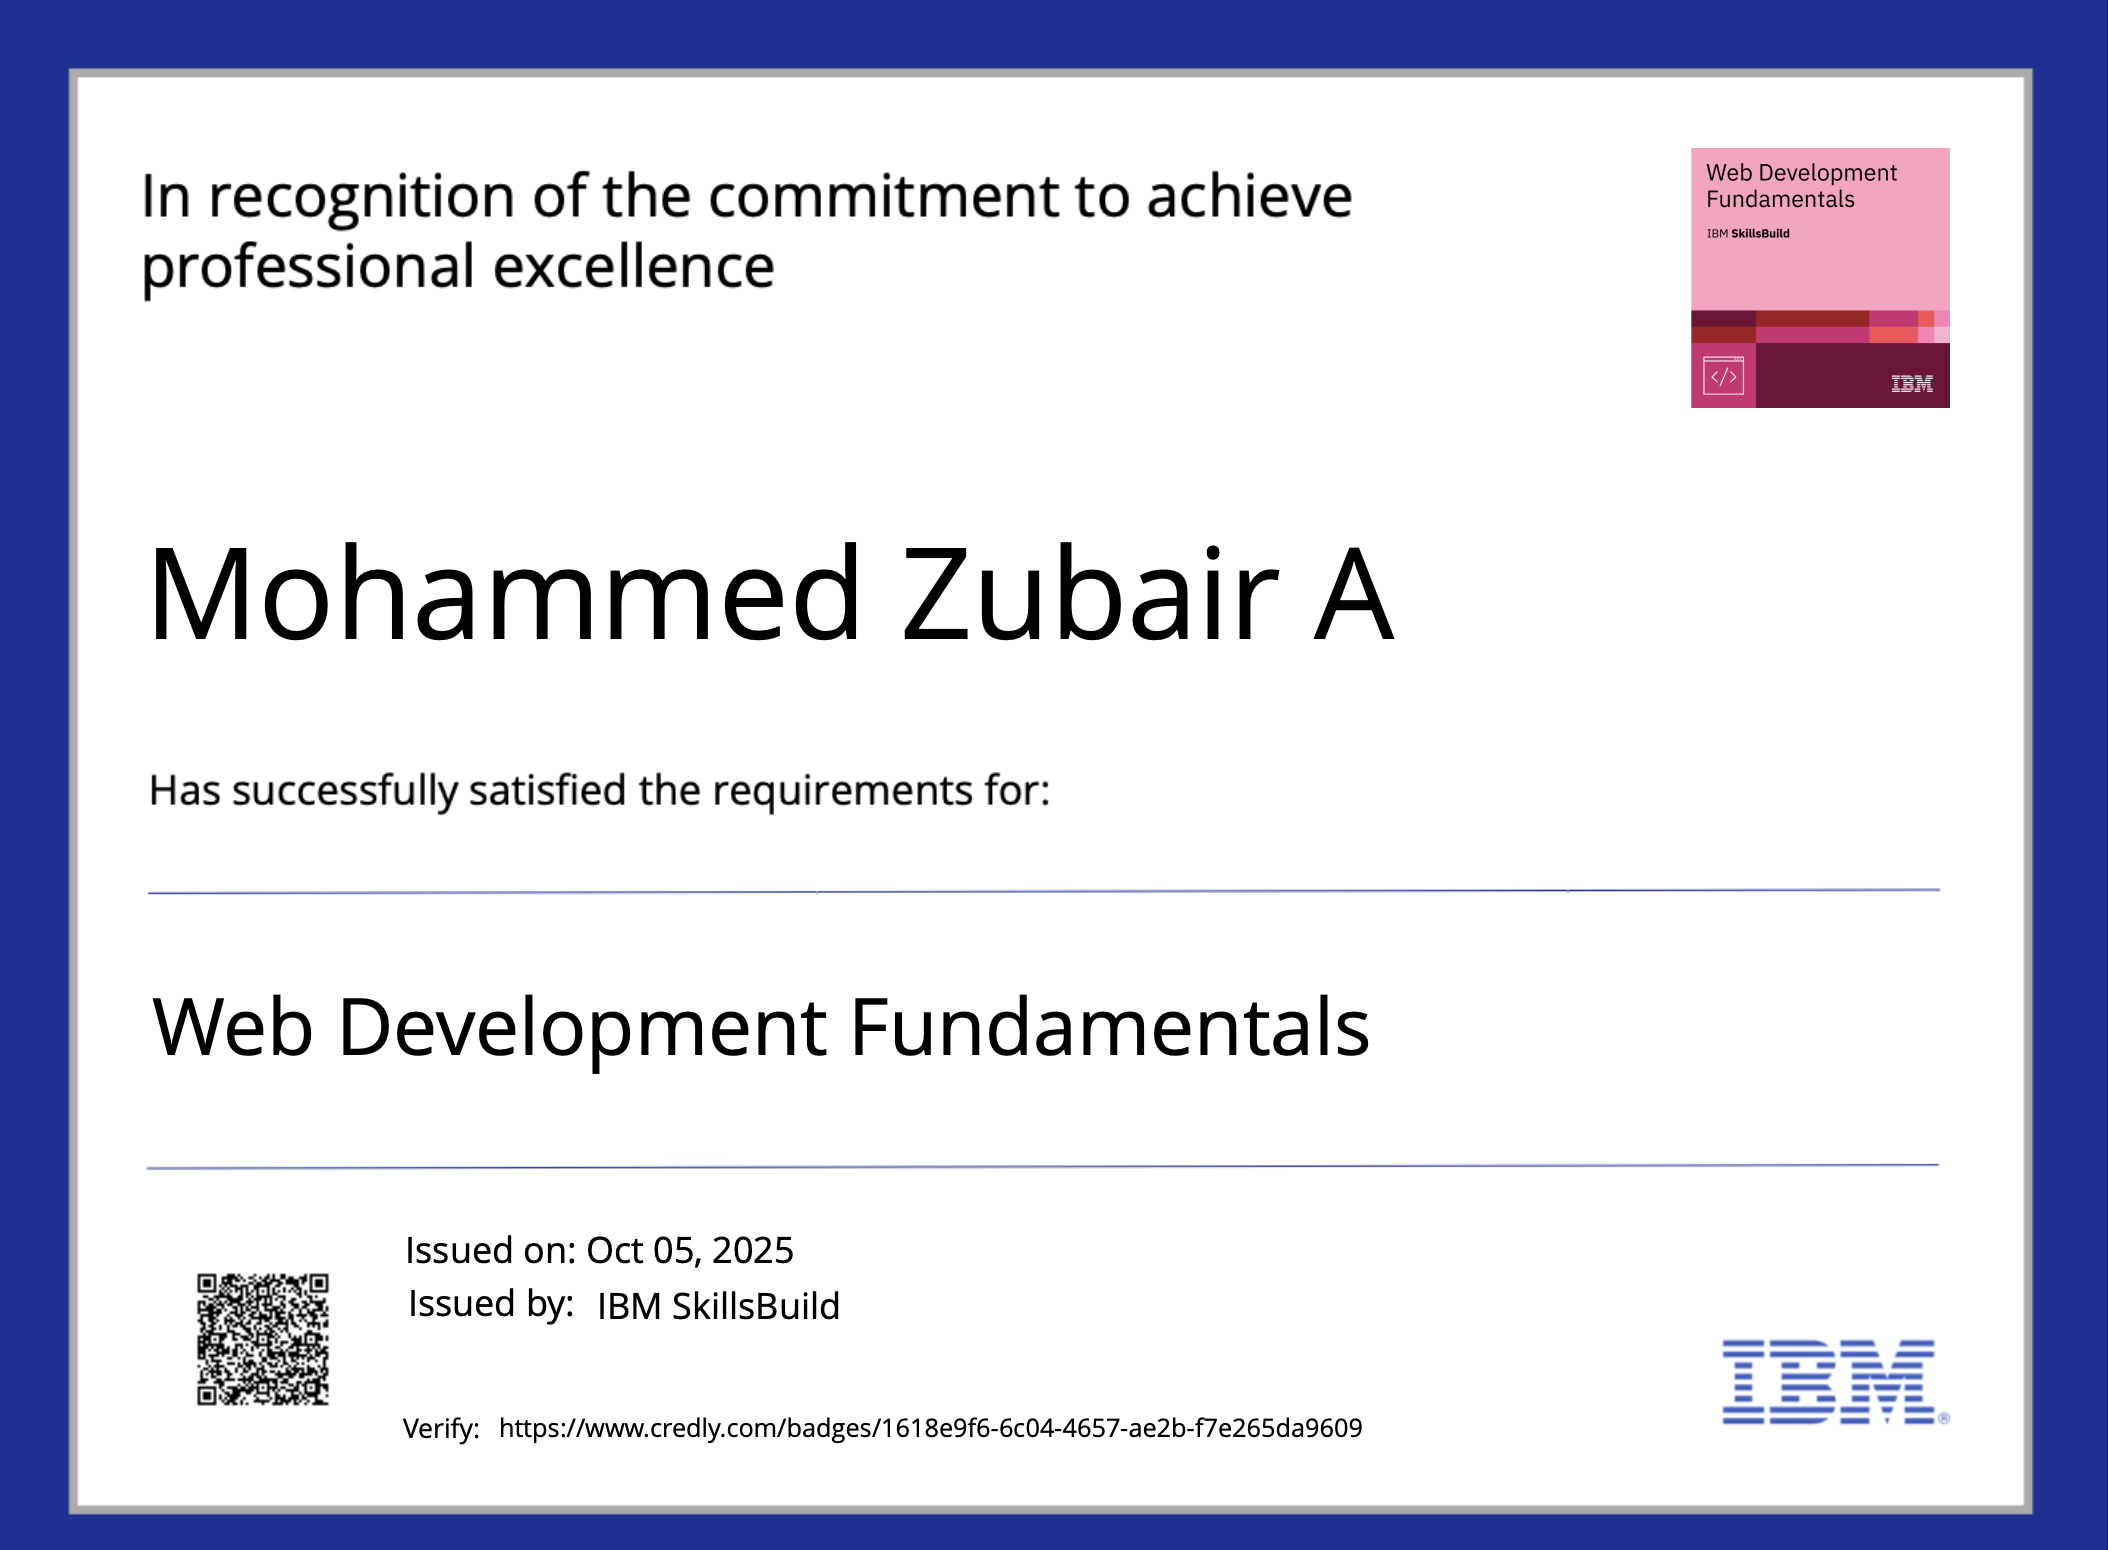 In recognition of the commitment to achieve
professional excellence
Web Development
Fundamentals
IBM SkillsBuild
</>
IBM
Mohammed Zubair A
Has successfully satisfied the requirements for:
Web Development Fundamentals
Issued on: Oct 05, 2025
Issued by: IBM SkillsBuild
Verify: https://www.credly.com/badges/1618e9f6-6c04-4657-ae2b-f7e265da9609
IBM®